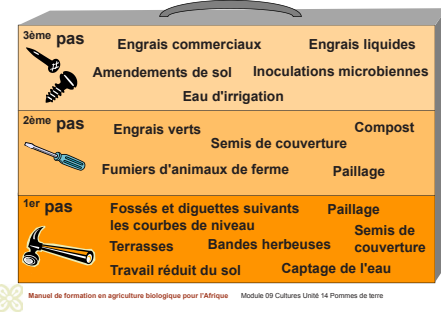 3ème pas
Engrais commerciaux Engrais liquides
Amendements de sol Inoculations microbiennes
Eau d'irrigation
2ème pas
Engrais verts Compost
Semis de couverture
Fumiers d'animaux de ferme Paillage
1er pas
Fossés et diguettes suivants les courbes de niveau Paillage
Terrasses Bandes herbeuses Semis de couverture
Travail réduit du sol Captage de l'eau
Manuel de formation en agriculture biologique pour l'Afrique Module 09 Cultures Unité 14 Pommes de terre